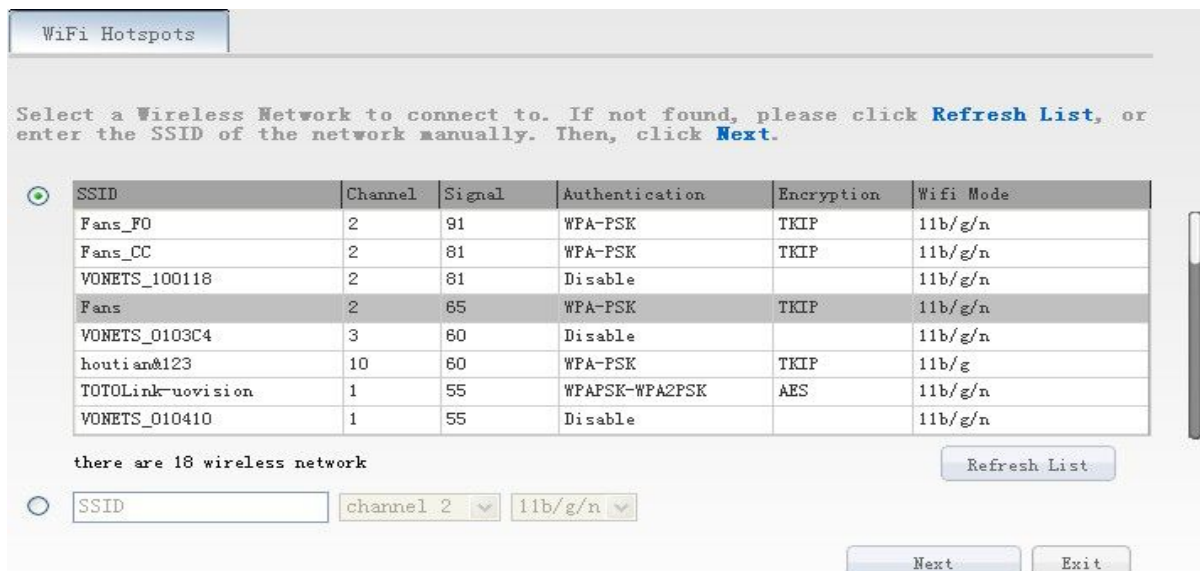 WiFi Hotspots
Select a Wireless Network to connect to. If not found, please click Refresh List, or
enter the SSID of the network manually. Then, click Next.
SSID Channel Signal Authentication Encryption Wifi Mode
Fans_FO 2 91 WPA-PSK TKIP 11b/g/n
Fans_CC 2 81 WPA-PSK TKIP 11b/g/n
VONETS_100118 2 81 Disable 11b/g/n
Fans 2 65 WPA-PSK TKIP 11b/g/n
VONETS_0103C4 3 60 Disable 11b/g/n
houtian&123 10 60 WPA-PSK TKIP 11b/g
TOTOLink-uovision 1 55 WPAPSK-WPA2PSK AES 11b/g/n
VONETS_010410 1 55 Disable 11b/g/n
there are 18 wireless network
Refresh List
SSID channel 2 11b/g/n
Next Exit